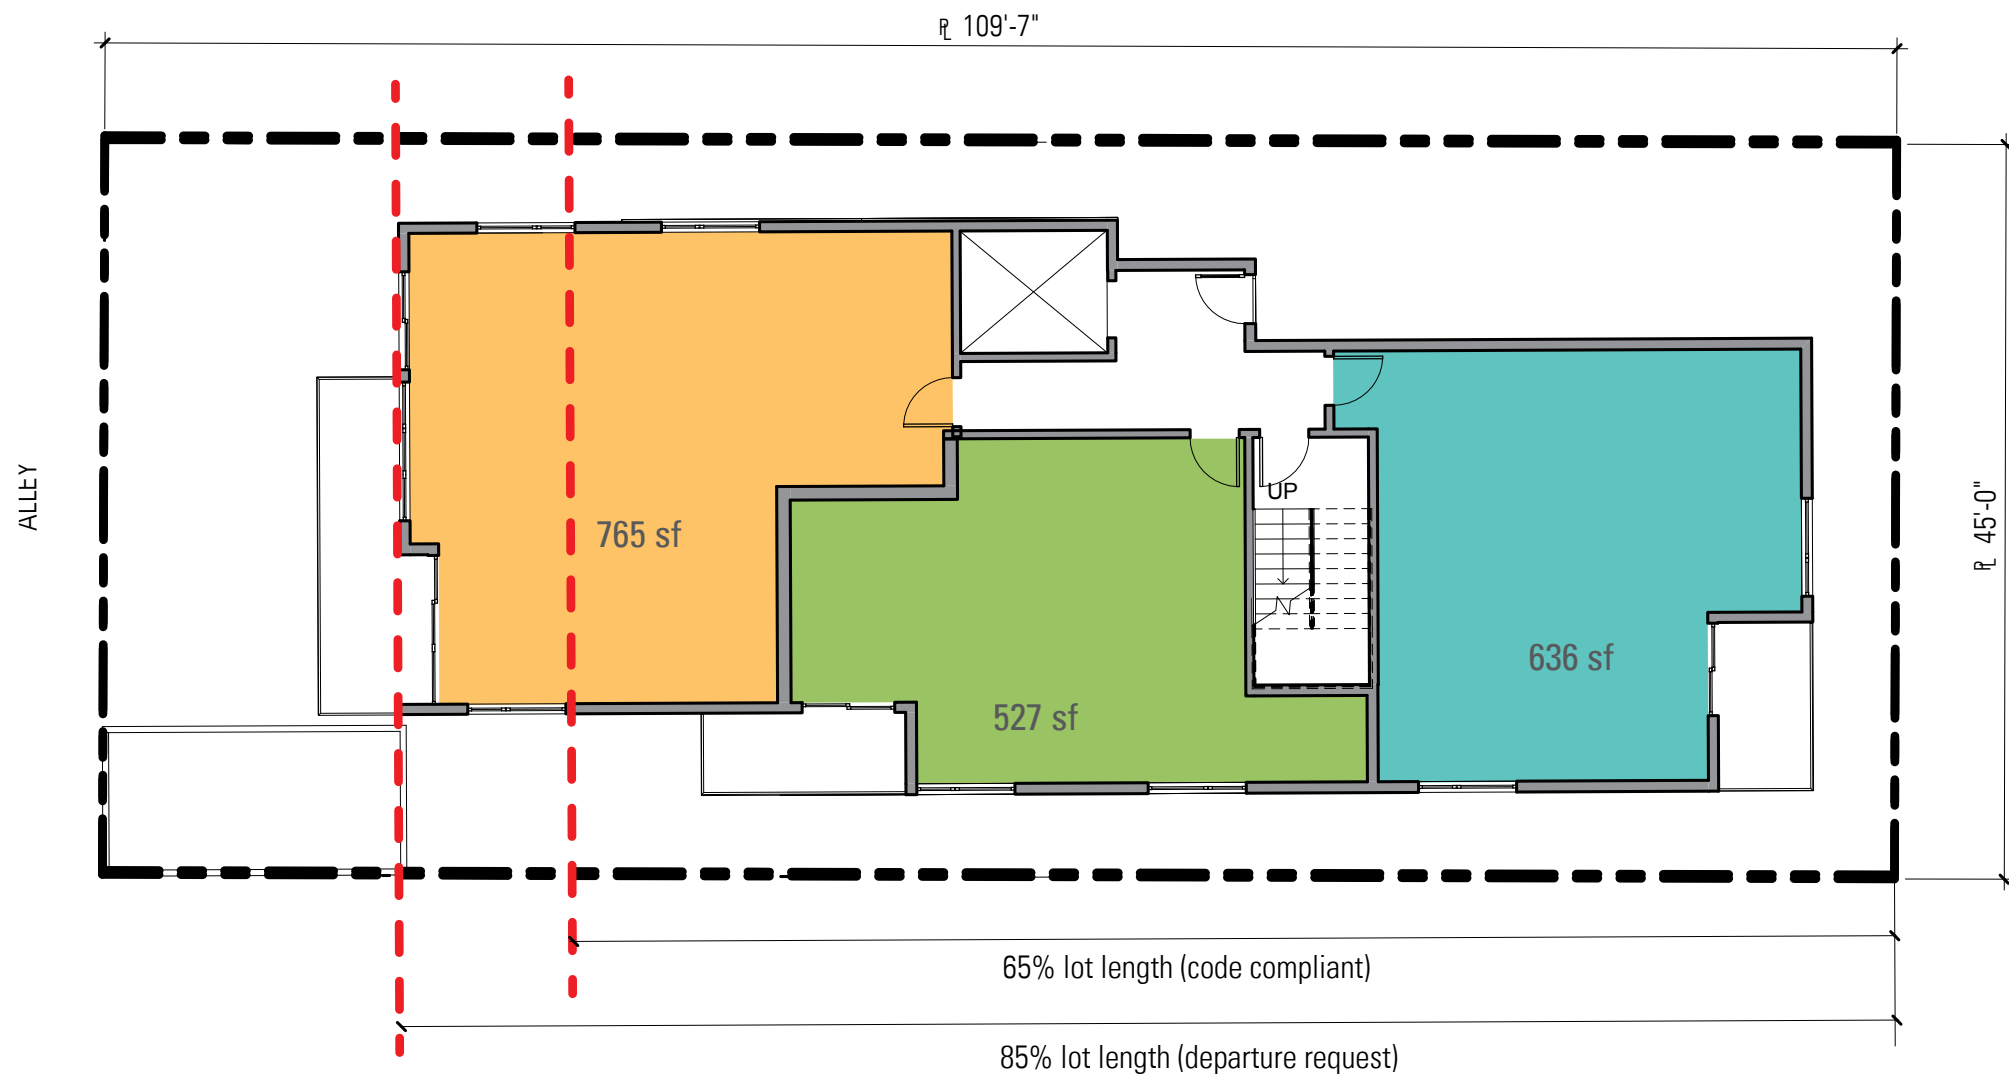 ℄ 109'-7"
ALLEY
765 sf
UP
527 sf
636 sf
℄ 45'-0"
65% lot length (code compliant)
85% lot length (departure request)